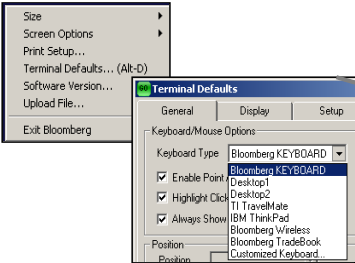 Size
Screen Options
Print Setup...
Terminal Defaults... (Alt-D)
Software Version...
Upload File...
Exit Bloomberg
GO Terminal Defaults
General Display Setup
Keyboard/Mouse Options
Keyboard Type Bloomberg KEYBOARD
Bloomberg KEYBOARD
Enable Point
Desktop1
Desktop2
Highlight Click
TI TravelMate
IBM ThinkPad
Always Show
Bloomberg Wireless
Bloomberg TradeBook
Position
Customized Keyboard...
Position